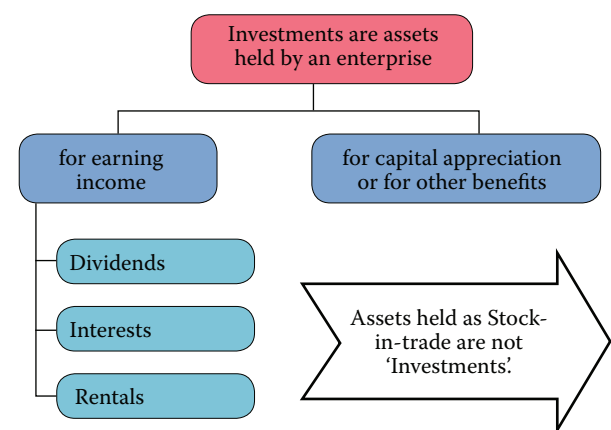 Investments are assets
held by an enterprise
for earning
income
for capital appreciation
or for other benefits
Dividends
Interests
Rentals
Assets held as Stock-
in-trade are not
‘Investments’.